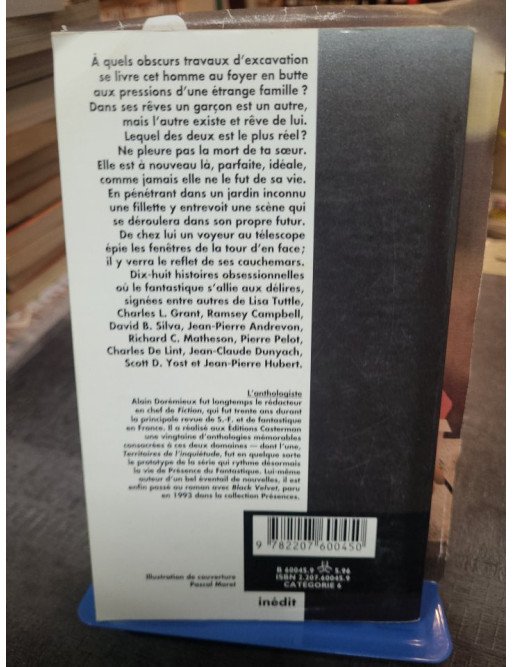 À quels obscurs travaux d'excavation
se livre cet homme au foyer en butte
aux pressions d'une étrange famille ?
Dans ses rêves un garçon est un autre,
mais l'autre existe et rêve de lui.
Lequel des deux est le plus réel ?
Ne pleure pas la mort de ta sœur.
Elle est à nouveau là, parfaite, idéale,
comme jamais elle ne le fut de sa vie.
En pénétrant dans un jardin inconnu
une fillette y entrevoit une scène qui
se déroulera dans son propre futur.
De chez lui un voyeur au télescope
épie les fenêtres de la tour d'en face ;
il y verra le reflet de ses cauchemars.
Dix-huit histoires obsessionnelles
où le fantastique s'allie aux délires,
signées entre autres de Lisa Tuttle,
Charles L. Grant, Ramsey Campbell,
David B. Silva, Jean-Pierre Andrevon,
Richard C. Matheson, Pierre Pelot,
Charles De Lint, Jean-Claude Dunyach,
Scott D. Yost et Jean-Pierre Hubert.
L'anthologiste
Alain Dorémieux fut longtemps le rédacteur
en chef de Fiction, qui fut trente ans durant
la principale revue de S.-F. et de fantastique
en France. Il a réalisé aux Éditions Casterman
une vingtaine d'anthologies mémorables
consacrées à ces deux domaines — dont l'une,
Territoires de l'inquiétude, fut en quelque sorte
le prototype de la série qui rythme désormais
la vie de Présence du Fantastique. Lui-même
auteur d'un bel éventail de nouvelles, il est
enfin passé au roman avec Black Velvet, paru
en 1993 dans la collection Présences.
9 782207 600450
B 60045.9 5.96
ISBN 2.207.60045.9
CATÉGORIE 6
Illustration de couverture
Pascal Morel
inédit